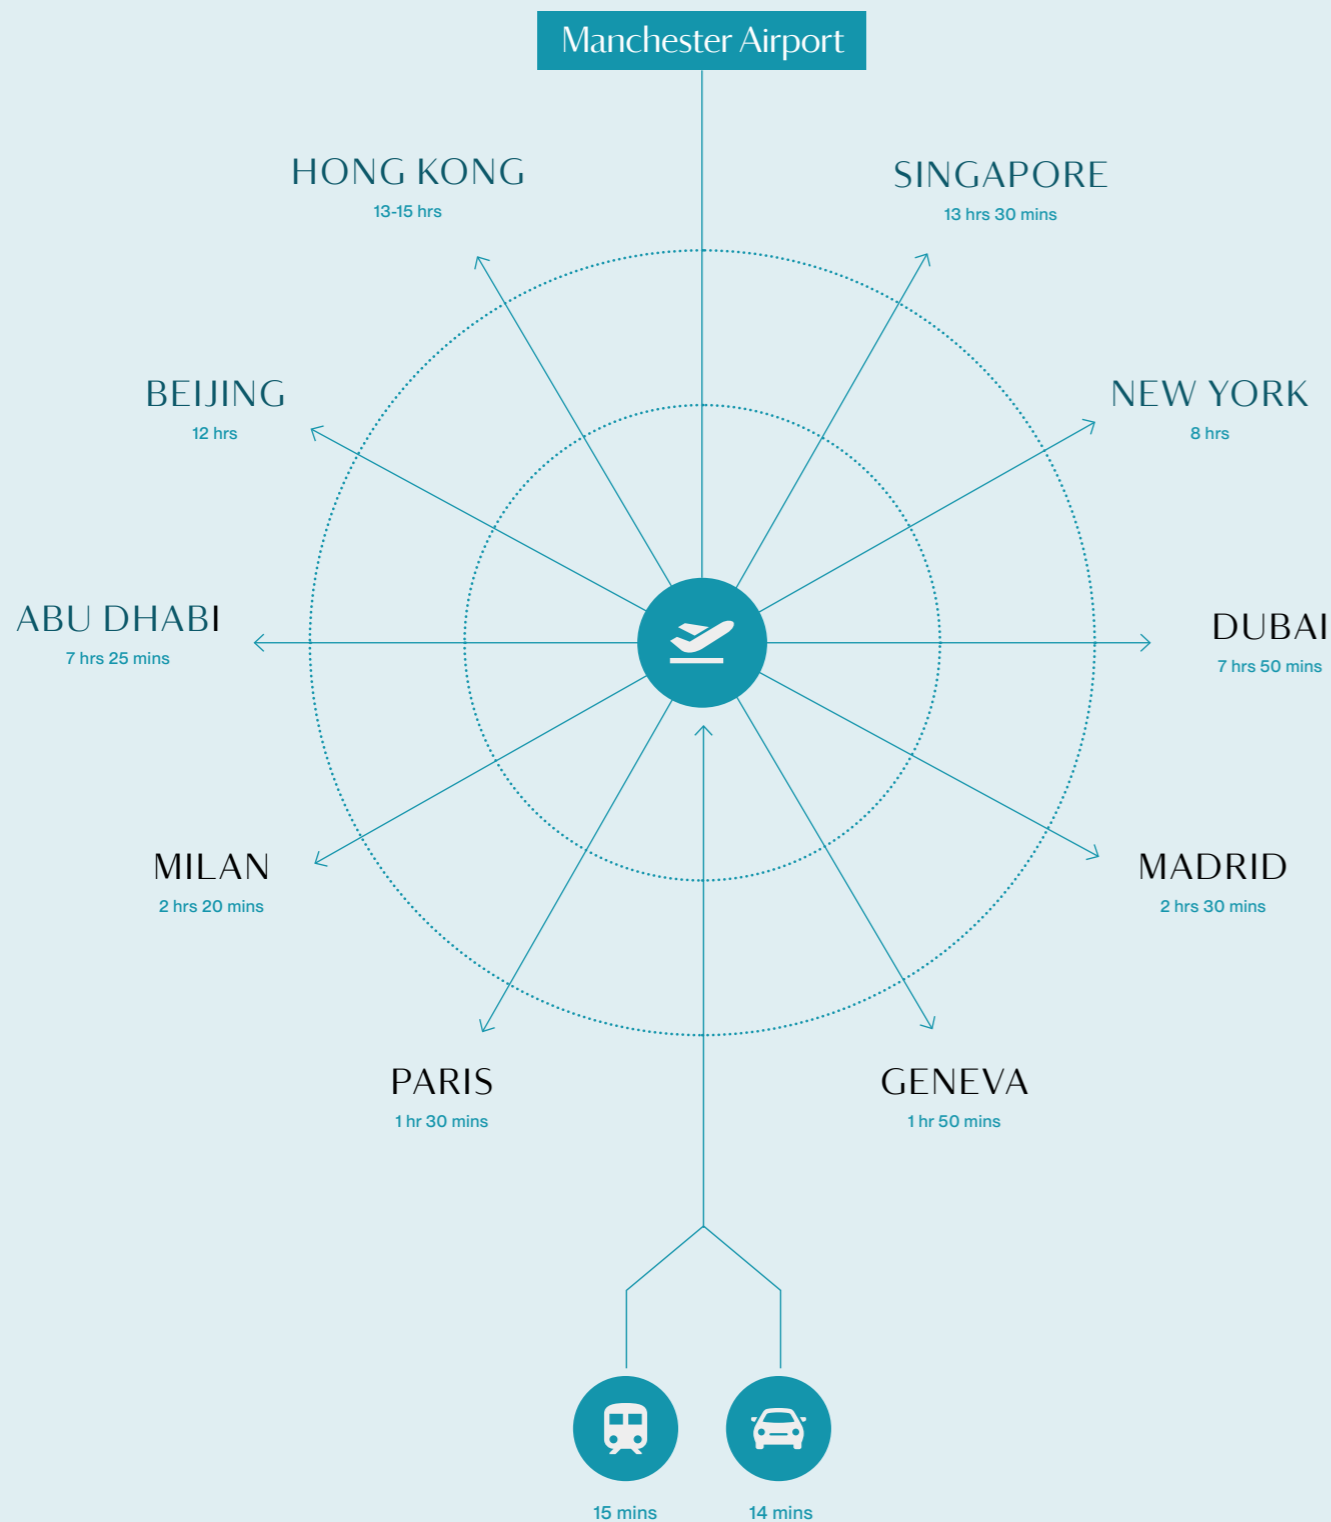 Manchester Airport
HONG KONG
13-15 hrs
SINGAPORE
13 hrs 30 mins
BEIJING
12 hrs
NEW YORK
8 hrs
ABU DHABI
7 hrs 25 mins
DUBAI
7 hrs 50 mins
MILAN
2 hrs 20 mins
MADRID
2 hrs 30 mins
PARIS
1 hr 30 mins
GENEVA
1 hr 50 mins
15 mins
14 mins